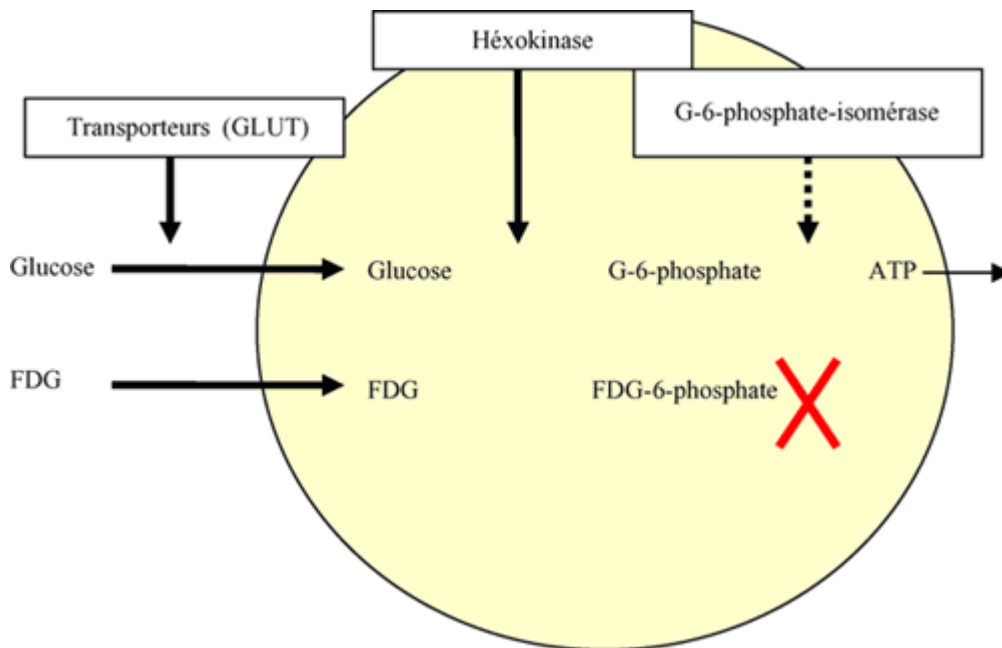 Héxokinase
G-6-phosphate-isomérase
Transporteurs (GLUT)
Glucose
Glucose
G-6-phosphate
ATP
FDG
FDG
FDG-6-phosphate